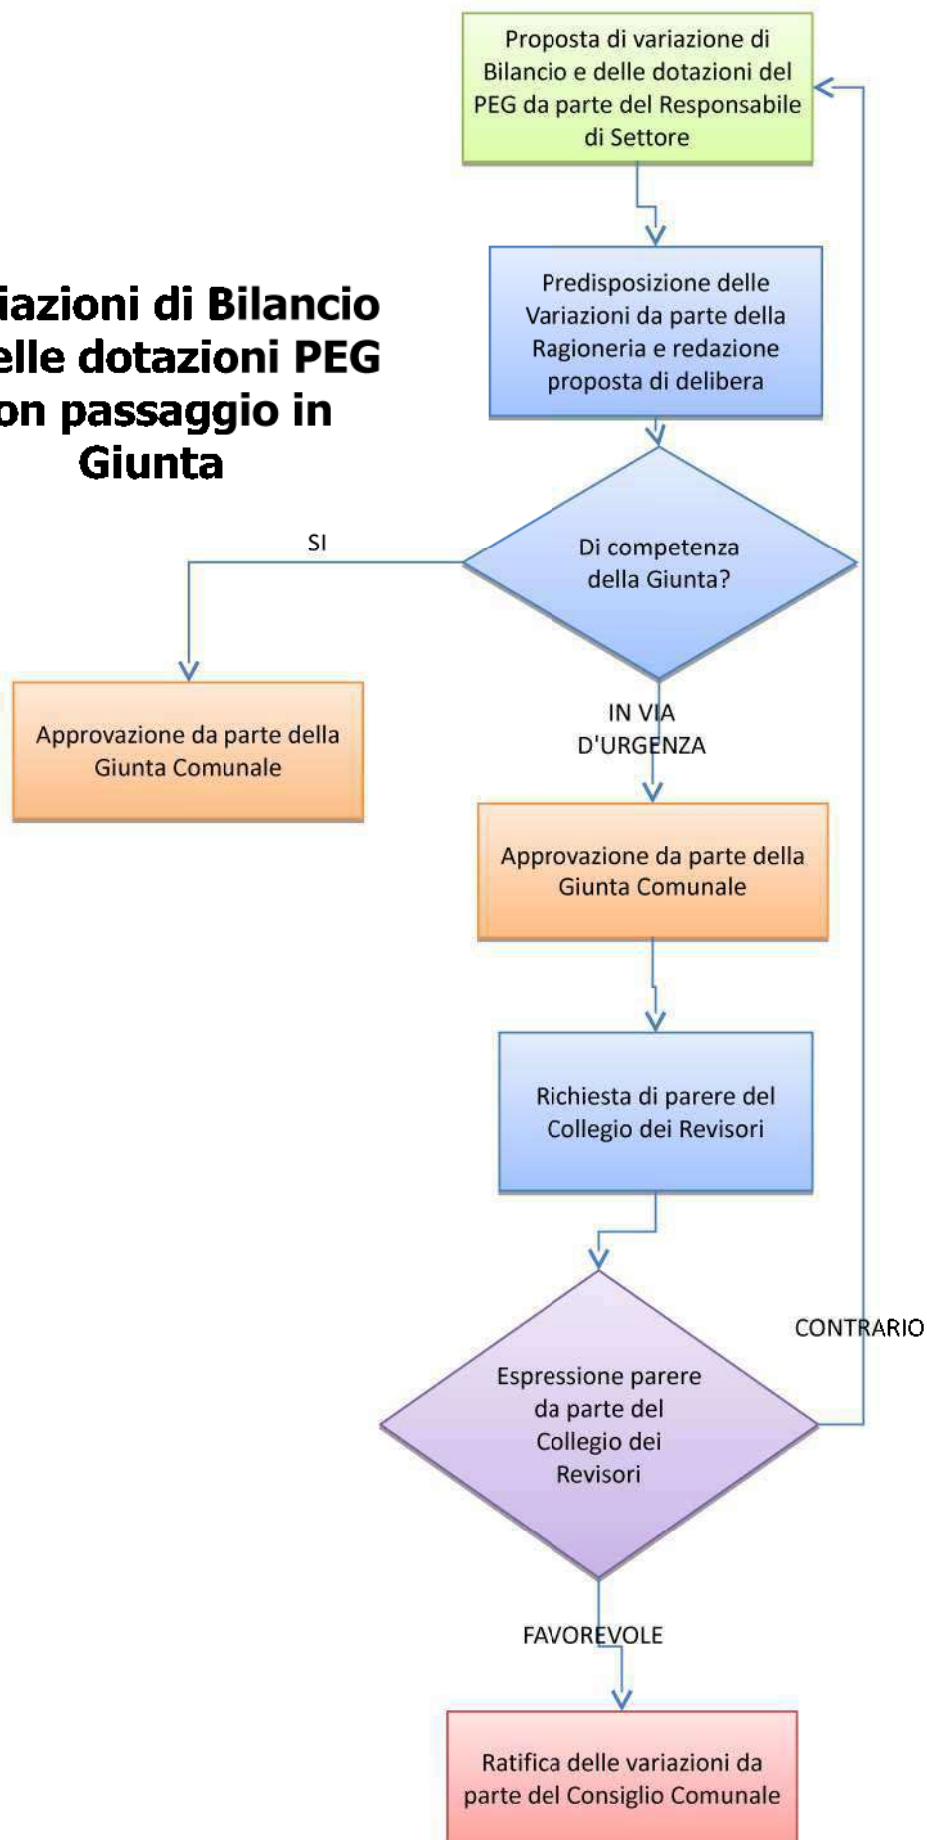 Proposta di variazione di
Bilancio e delle dotazioni del
PEG da parte del Responsabile
di Settore
Predisposizione delle
Variazioni da parte della
Ragioneria e redazione
proposta di delibera
iazioni di Bilancio
elle dotazioni PEG
on passaggio in
Giunta
SI
Di competenza
della Giunta?
Approvazione da parte della
Giunta Comunale
IN VIA
D'URGENZA
Approvazione da parte della
Giunta Comunale
Richiesta di parere del
Collegio dei Revisori
CONTRARIO
Espressione parere
da parte del
Collegio dei
Revisori
FAVOREVOLE
Ratifica delle variazioni da
parte del Consiglio Comunale